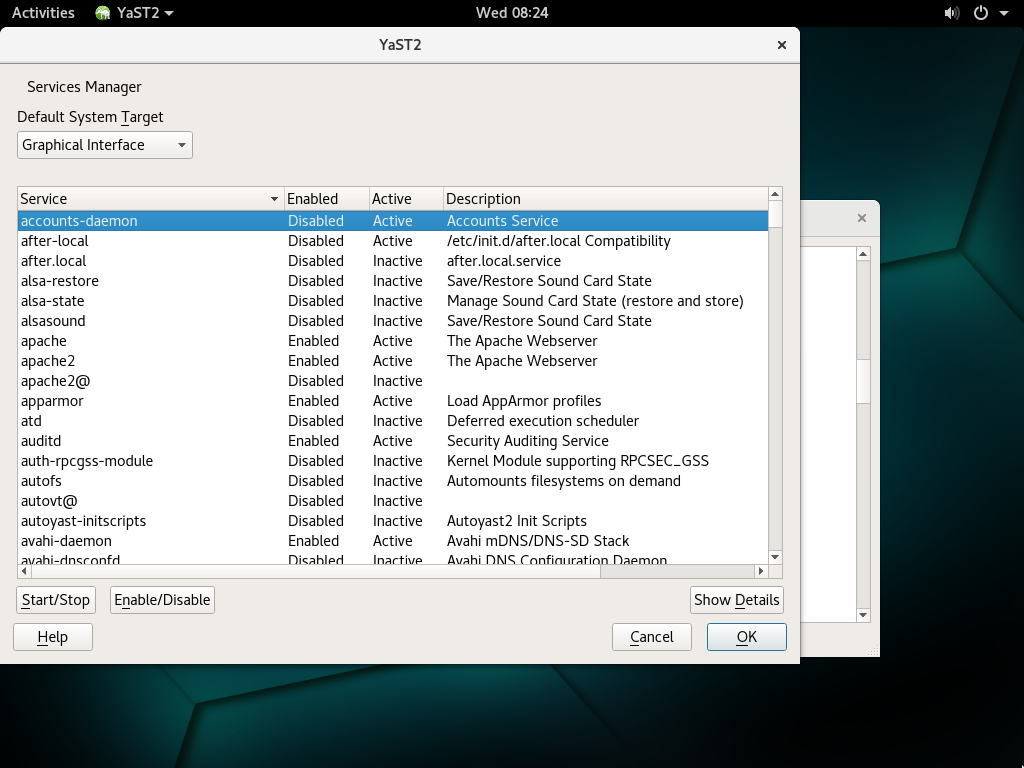 Activities YaST2 Wed 08:24
YaST2
Services Manager
Default System Target
Graphical Interface
Service Enabled Active Description
accounts-daemon Disabled Active Accounts Service
after-local Disabled Active /etc/init.d/after.local Compatibility
after.local Disabled Inactive after.local.service
alsa-restore Disabled Inactive Save/Restore Sound Card State
alsa-state Disabled Inactive Manage Sound Card State (restore and store)
alsasound Disabled Inactive Save/Restore Sound Card State
apache Enabled Active The Apache Webserver
apache2 Enabled Active The Apache Webserver
apache2@ Disabled Inactive
apparmor Enabled Active Load AppArmor profiles
atd Disabled Inactive Deferred execution scheduler
auditd Enabled Active Security Auditing Service
auth-rpcgss-module Disabled Inactive Kernel Module supporting RPCSEC_GSS
autofs Disabled Inactive Automounts filesystems on demand
autovt@ Disabled Inactive
autoyast-initscripts Disabled Inactive Autoyast2 Init Scripts
avahi-daemon Enabled Active Avahi mDNS/DNS-SD Stack
avahi-dnsconfd Disabled Inactive Avahi DNS Configuration Daemon
Start/Stop Enable/Disable Show Details
Help Cancel OK